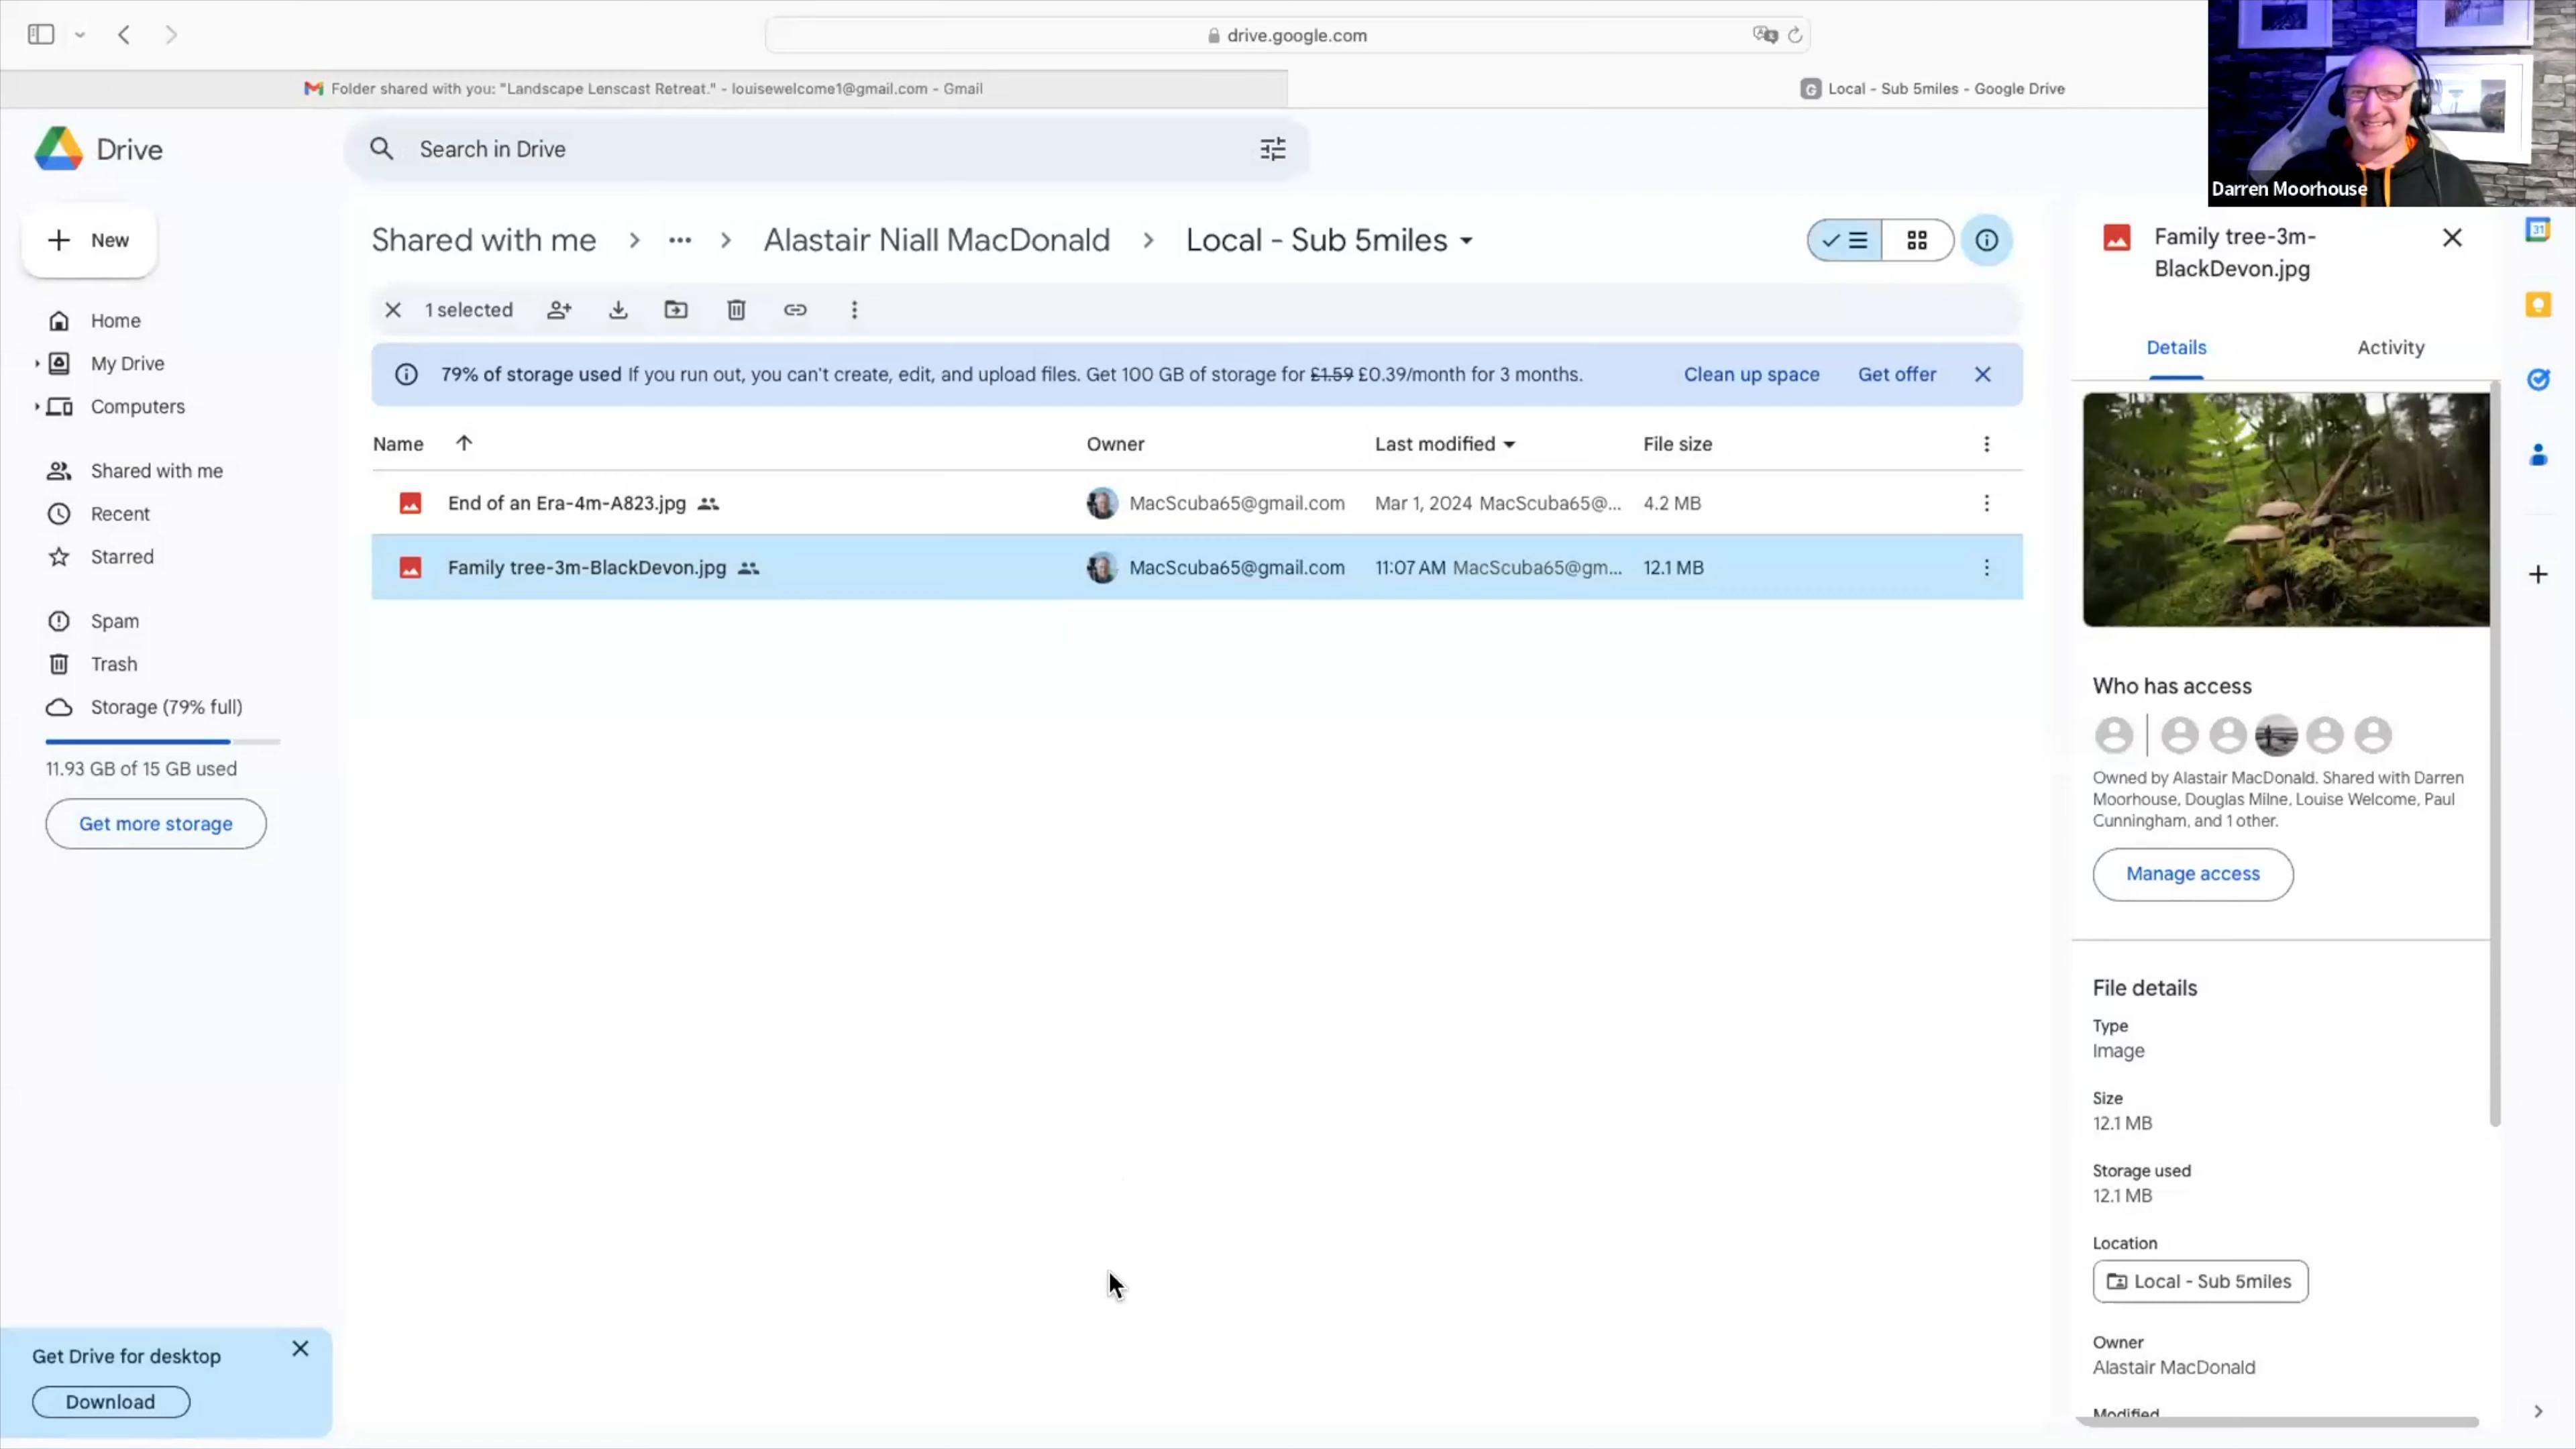 drive.google.com
Folder shared with you: "Landscape Lenscast Retreat." - louisewelcome1@gmail.com - Gmail
Local - Sub 5miles - Google Drive
Darren Moorhouse
Drive
Search in Drive
New
Home
My Drive
Computers
Shared with me
Recent
Starred
Spam
Trash
Storage (79% full)
11.93 GB of 15 GB used
Get more storage
Get Drive for desktop
Download
Shared with me > ... > Alastair Niall MacDonald > Local - Sub 5miles
1 selected
79% of storage used If you run out, you can't create, edit, and upload files. Get 100 GB of storage for £1.59 £0.39/month for 3 months. Clean up space Get offer
Name Owner Last modified File size
End of an Era-4m-A823.jpg MacScuba65@gmail.com Mar 1, 2024 MacScuba65@... 4.2 MB
Family tree-3m-BlackDevon.jpg MacScuba65@gmail.com 11:07 AM MacScuba65@gm... 12.1 MB
Family tree-3m-
BlackDevon.jpg
Details Activity
Who has access
Owned by Alastair MacDonald. Shared with Darren
Moorhouse, Douglas Milne, Louise Welcome, Paul
Cunningham, and 1 other.
Manage access
File details
Type
Image
Size
12.1 MB
Storage used
12.1 MB
Location
Local - Sub 5miles
Owner
Alastair MacDonald
Modified
31